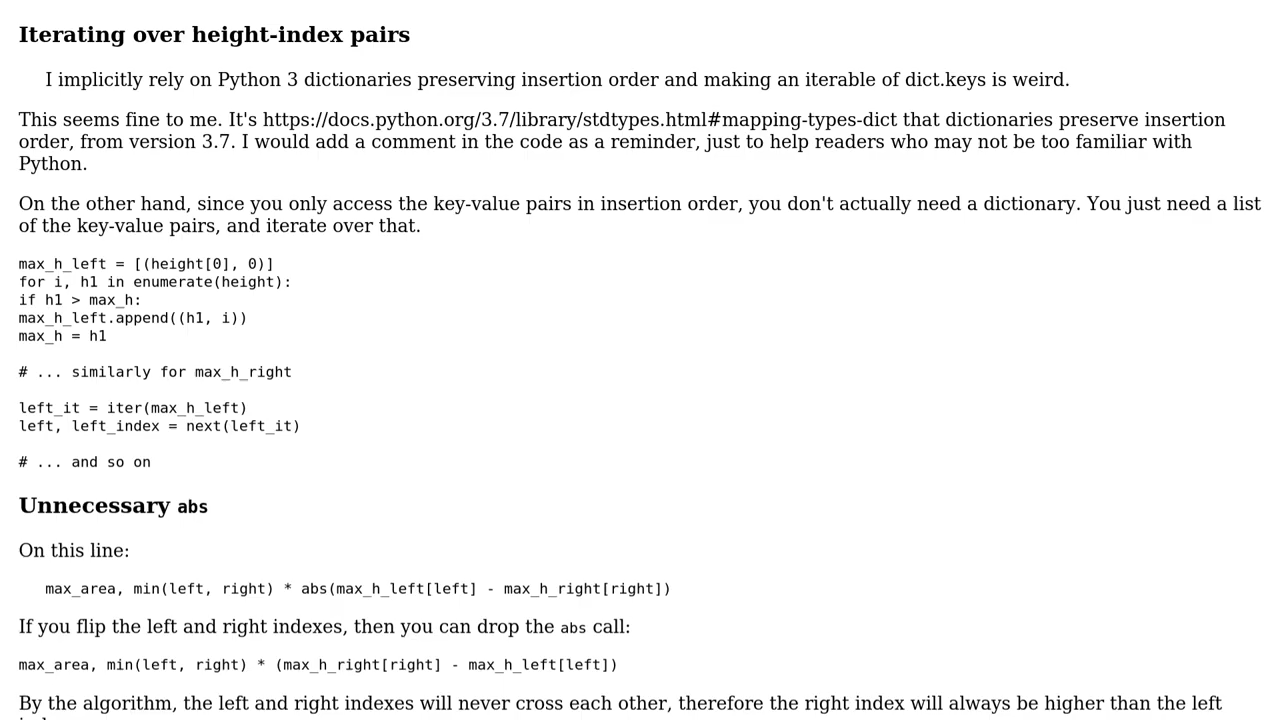 Iterating over height-index pairs
I implicitly rely on Python 3 dictionaries preserving insertion order and making an iterable of dict.keys is weird.
This seems fine to me. It's https://docs.python.org/3.7/library/stdtypes.html#mapping-types-dict that dictionaries preserve insertion
order, from version 3.7. I would add a comment in the code as a reminder, just to help readers who may not be too familiar with
Python.
On the other hand, since you only access the key-value pairs in insertion order, you don't actually need a dictionary. You just need a list
of the key-value pairs, and iterate over that.
max_h_left = [(height[0], 0)]
for i, h1 in enumerate(height):
if h1 > max_h:
max_h_left.append((h1, i))
max_h = h1
# ... similarly for max_h_right
left_it = iter(max_h_left)
left, left_index = next(left_it)
# ... and so on
Unnecessary abs
On this line:
max_area, min(left, right) * abs(max_h_left[left] - max_h_right[right])
If you flip the left and right indexes, then you can drop the abs call:
max_area, min(left, right) * (max_h_right[right] - max_h_left[left])
By the algorithm, the left and right indexes will never cross each other, therefore the right index will always be higher than the left